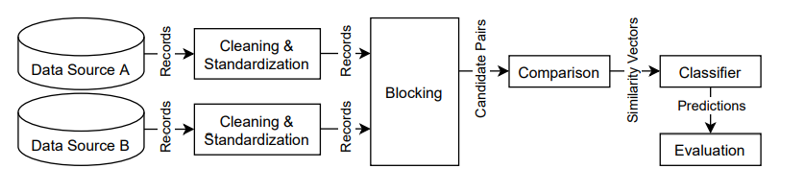 Data Source A
Records
Cleaning &
Standardization
Records
Data Source B
Records
Cleaning &
Standardization
Records
Blocking
Candidate Pairs
Comparison
Similarity Vectors
Classifier
Predictions
Evaluation